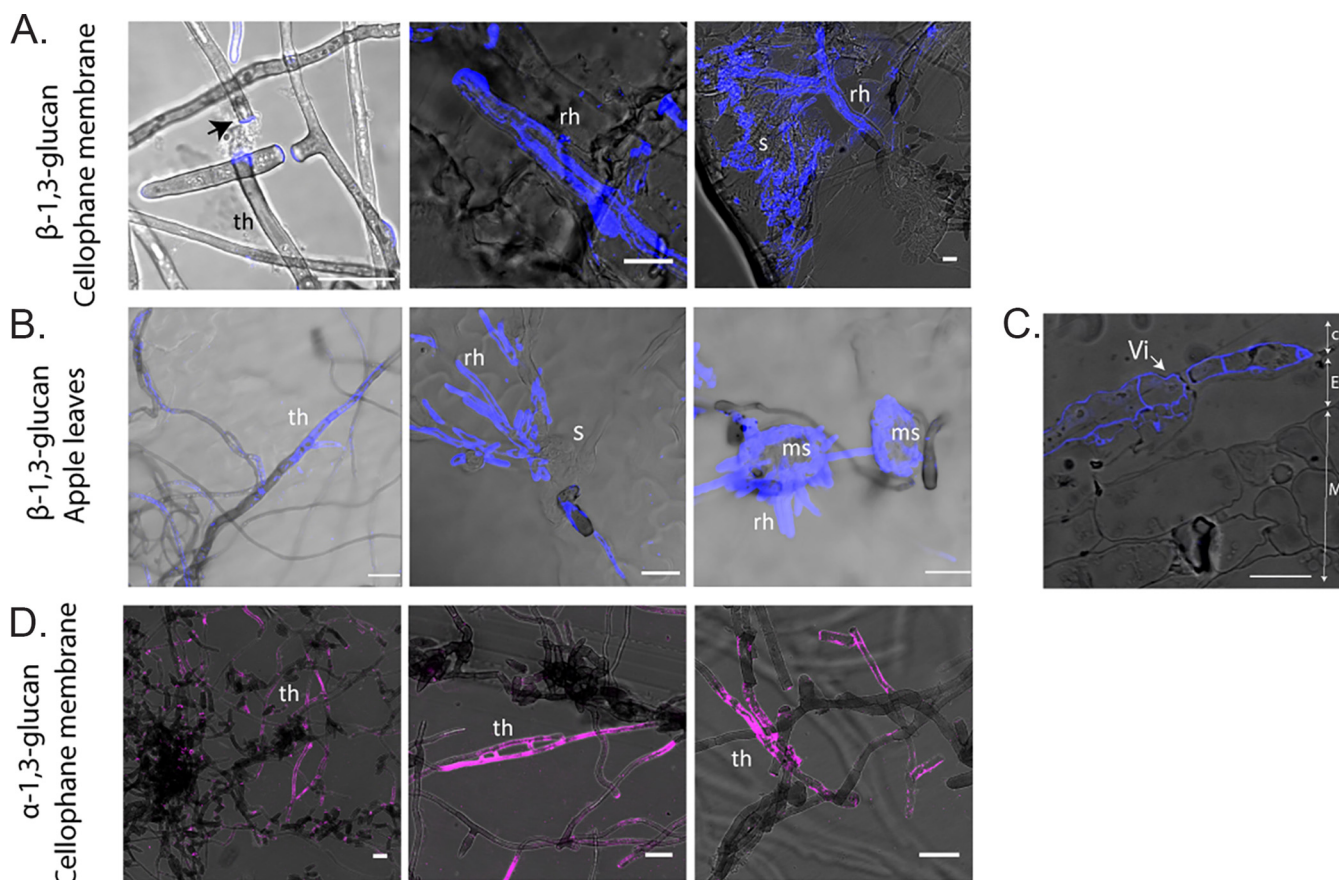 A.
β-1,3-glucan
Cellophane membrane
th
rh
s
rh
B.
β-1,3-glucan
Apple leaves
th
rh
s
ms
ms
rh
C.
Vi
c
E
M
D.
α-1,3-glucan
Cellophane membrane
th
th
th